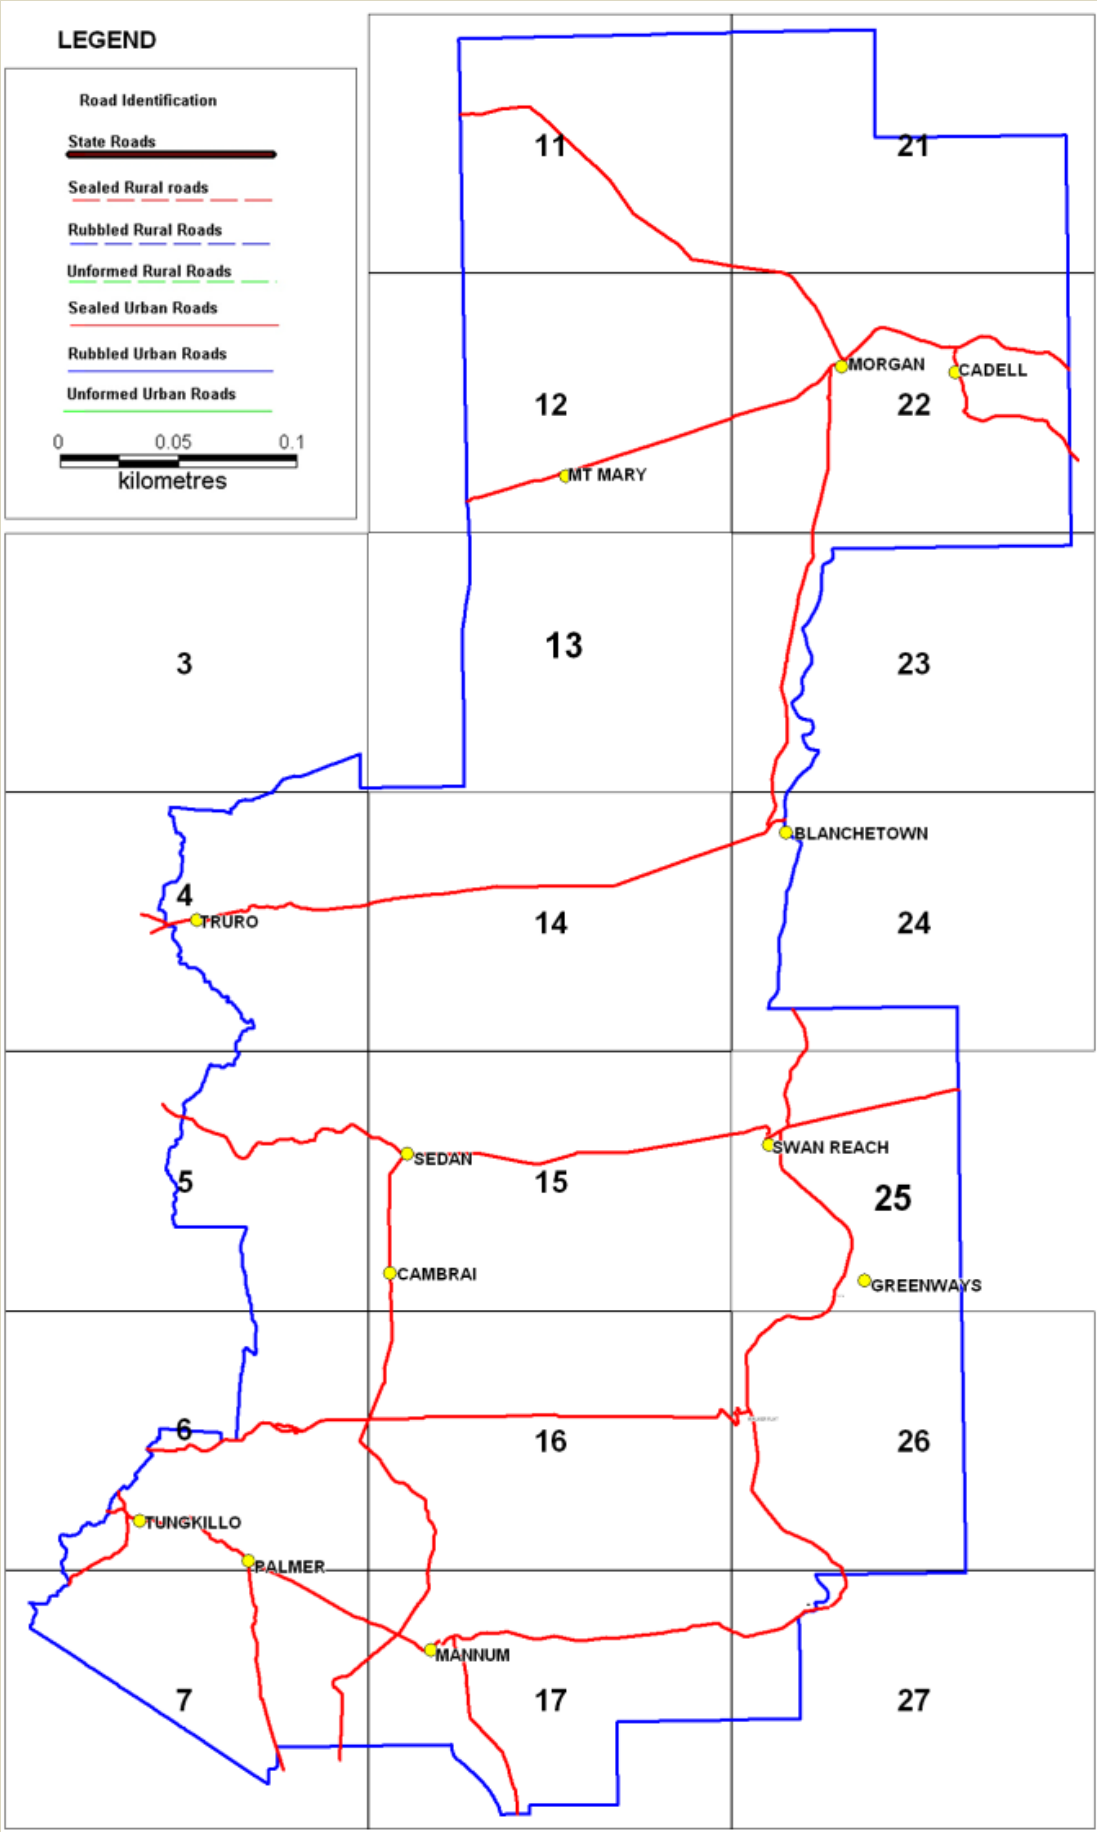 LEGEND
Road Identification
State Roads
Sealed Rural roads
Rubbled Rural Roads
Unformed Rural Roads
Sealed Urban Roads
Rubbled Urban Roads
Unformed Urban Roads
0 0.05 0.1
kilometres
11
21
MORGAN
CADELL
12
22
MT MARY
3
13
23
BLANCHETOWN
4
TRURO
14
24
SWAN REACH
SEDAN
5
15
25
CAMBRAI
GREENWAYS
6
16
26
TUNGKILLO
PALMER
MANNUM
7
17
27